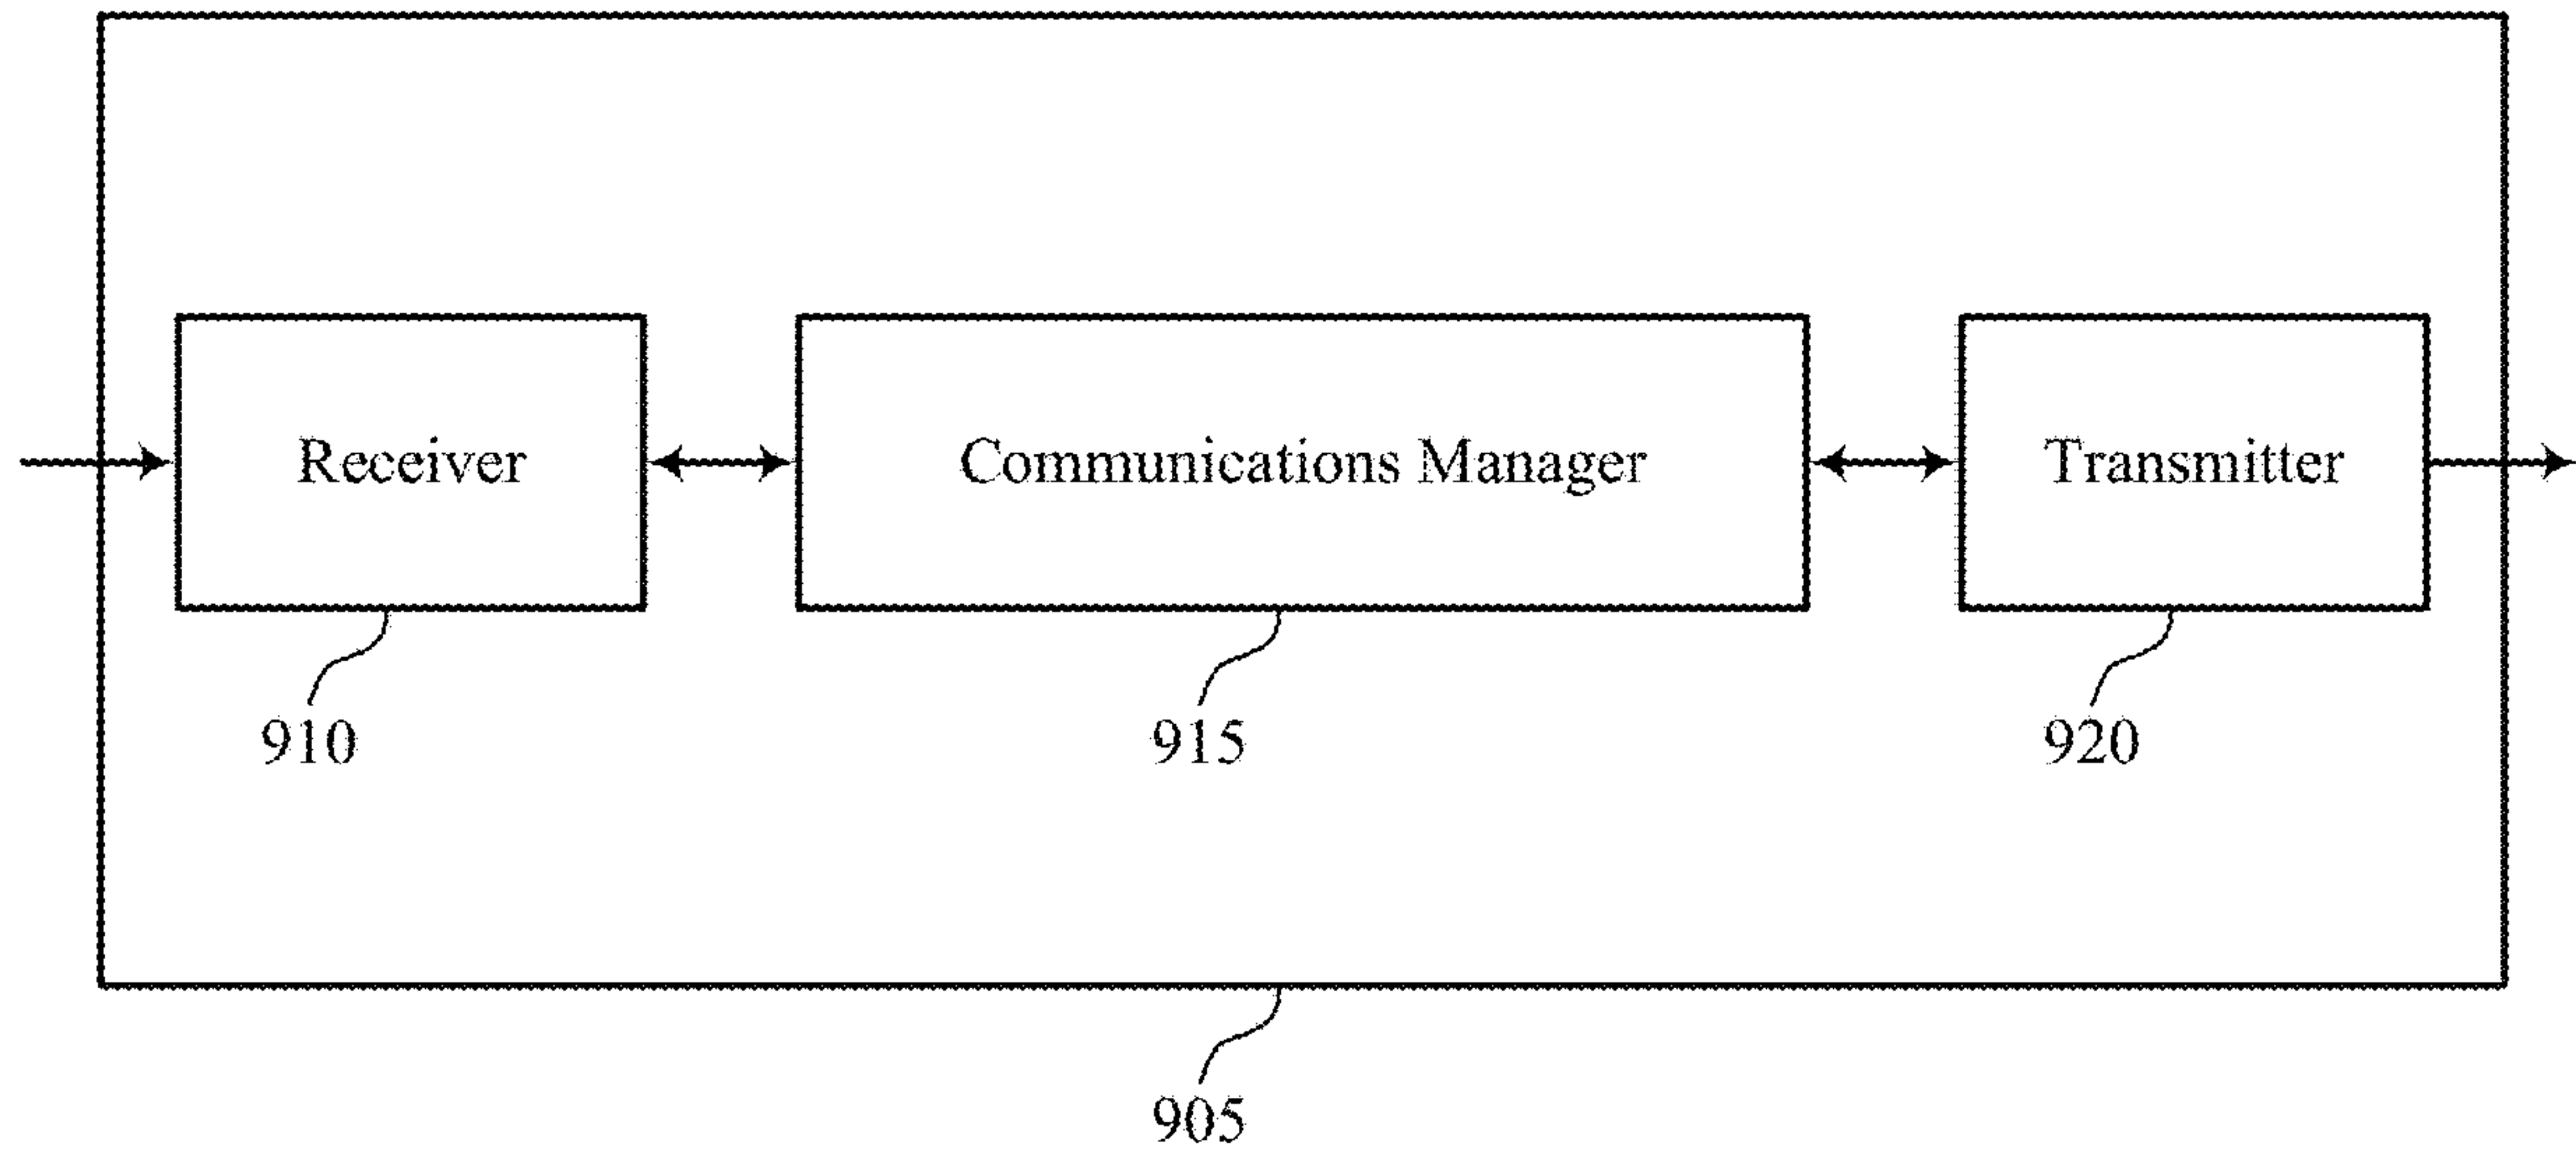 Receiver
Communications Manager
Transmitter
910
915
920
905